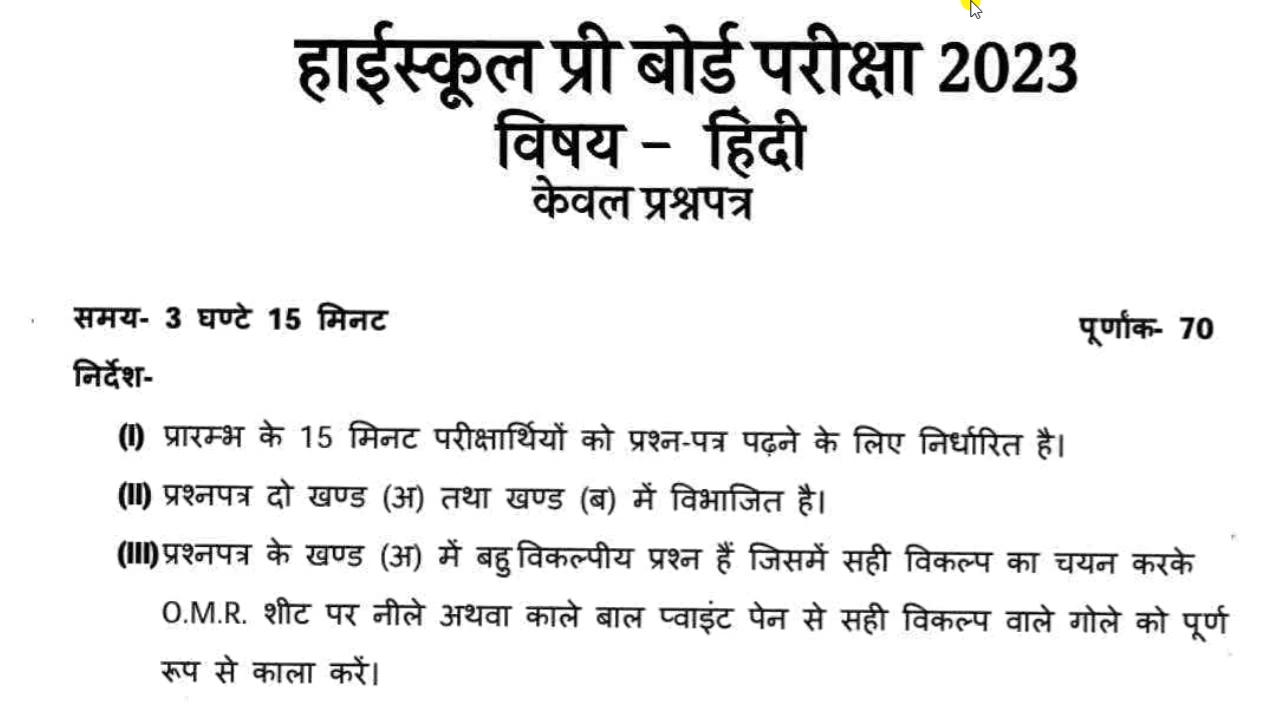 हाईस्कूल प्री बोर्ड परीक्षा 2023
विषय – हिंदी
केवल प्रश्नपत्र
समय- 3 घण्टे 15 मिनट
पूर्णांक- 70
निर्देश-
(I) प्रारम्भ के 15 मिनट परीक्षार्थियों को प्रश्न-पत्र पढ़ने के लिए निर्धारित है।
(II) प्रश्नपत्र दो खण्ड (अ) तथा खण्ड (ब) में विभाजित है।
(III) प्रश्नपत्र के खण्ड (अ) में बहु विकल्पीय प्रश्न हैं जिसमें सही विकल्प का चयन करके
O.M.R. शीट पर नीले अथवा काले बाल प्वाइंट पेन से सही विकल्प वाले गोले को पूर्ण
रूप से काला करें।